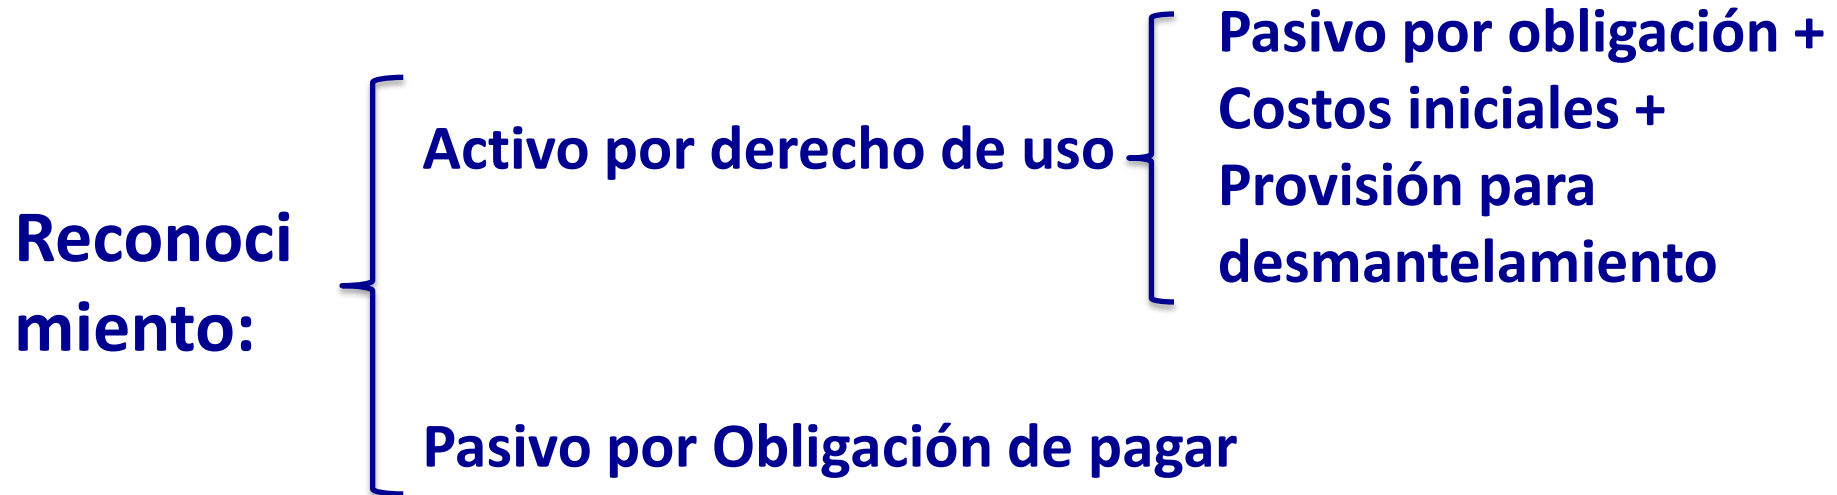 Reconoci
miento:
Activo por derecho de uso
Pasivo por obligación +
Costos iniciales +
Provisión para
desmantelamiento
Pasivo por Obligación de pagar